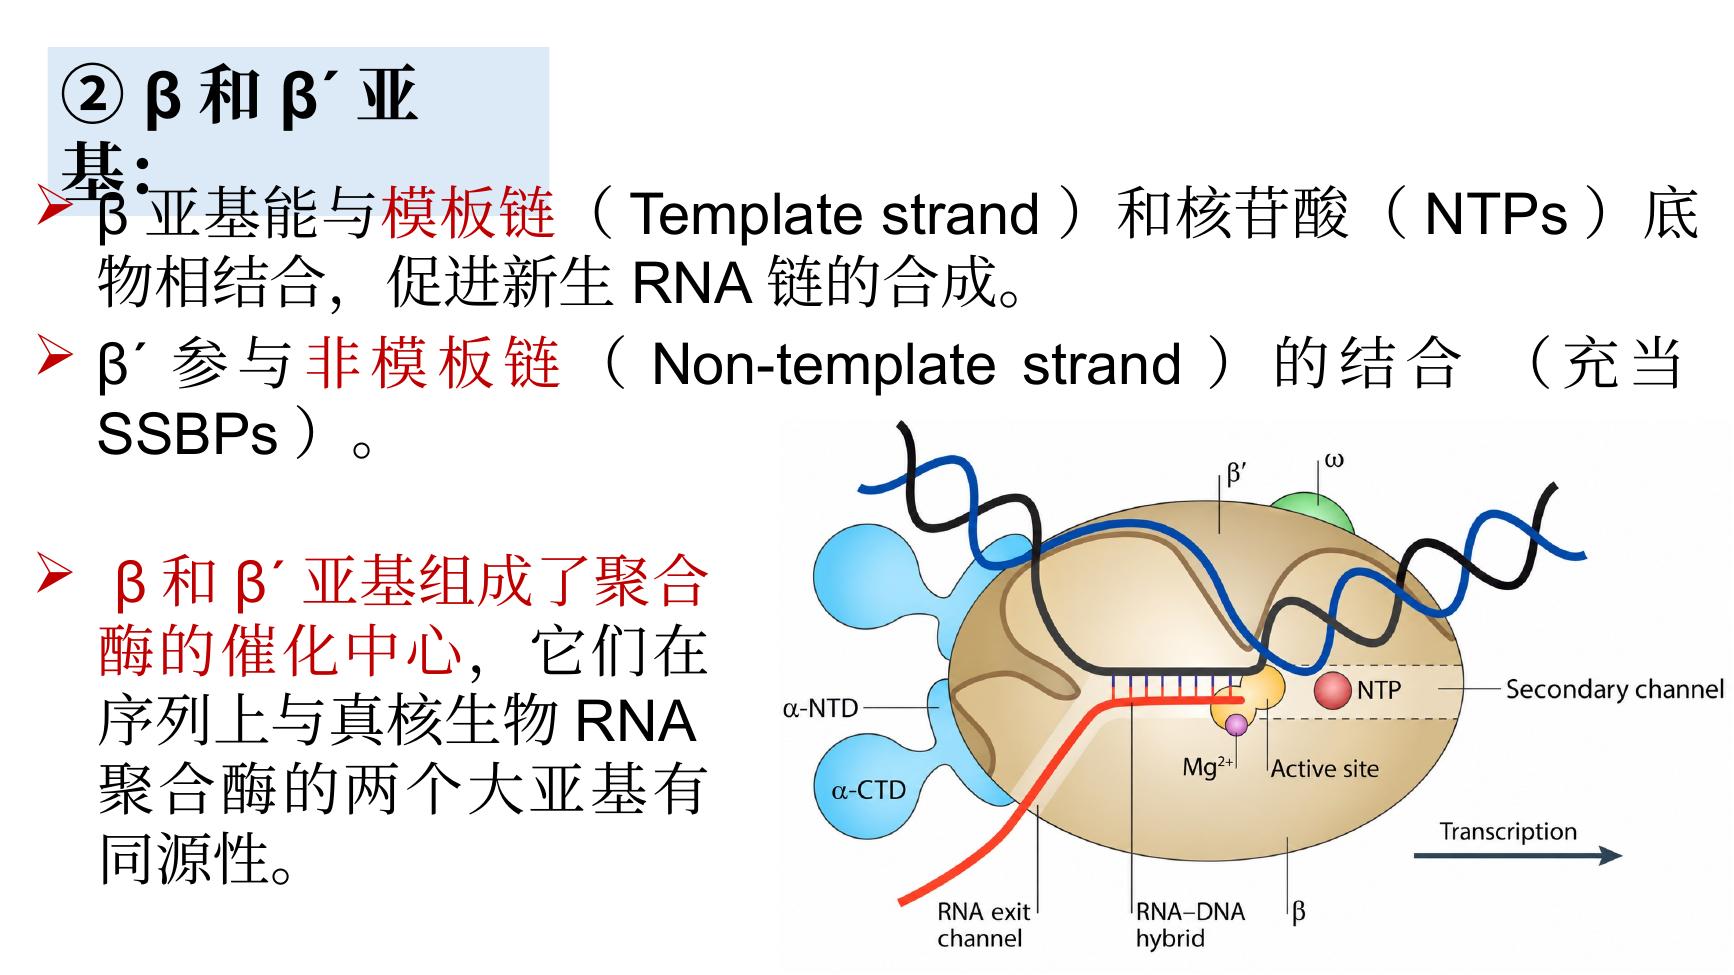 ② β 和 β´ 亚
基：
➢ β 亚基能与模板链（ Template strand ）和核苷酸（ NTPs ）底
物相结合，促进新生 RNA 链的合成。
➢ β´ 参与非模板链（ Non-template strand ）的结合 （充当
SSBPs ）。
➢ β 和 β´ 亚基组成了聚合
酶的催化中心，它们在
序列上与真核生物 RNA
聚合酶的两个大亚基有
同源性。
β′
ω
α-NTD
NTP
Secondary channel
Mg²⁺
Active site
α-CTD
Transcription
RNA exit
channel
RNA–DNA
hybrid
β